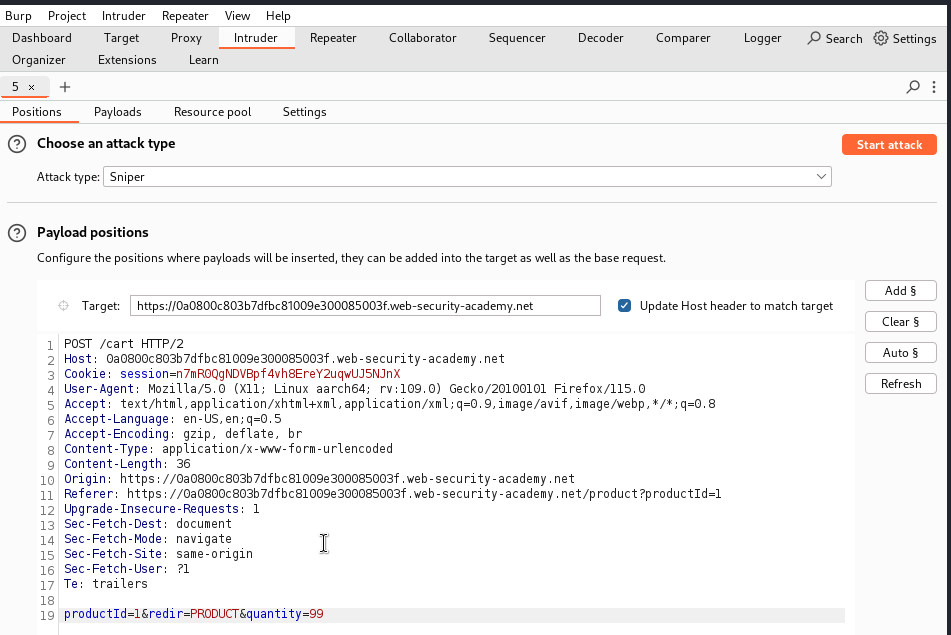 Burp Project Intruder Repeater View Help
Dashboard Target Proxy Intruder Repeater Collaborator Sequencer Decoder Comparer Logger Search Settings
Organizer Extensions Learn
5 × +
Positions Payloads Resource pool Settings
? Choose an attack type Start attack
Attack type: Sniper
? Payload positions
Configure the positions where payloads will be inserted, they can be added into the target as well as the base request.
Target: https://0a0800c803b7dfbc81009e300085003f.web-security-academy.net Update Host header to match target
Add §
Clear §
Auto §
Refresh
1 POST /cart HTTP/2
2 Host: 0a0800c803b7dfbc81009e300085003f.web-security-academy.net
3 Cookie: session=n7mR0QgNDVBpf4vh8EreY2uqwUJ5NJnX
4 User-Agent: Mozilla/5.0 (X11; Linux aarch64; rv:109.0) Gecko/20100101 Firefox/115.0
5 Accept: text/html,application/xhtml+xml,application/xml;q=0.9,image/avif,image/webp,*/*;q=0.8
6 Accept-Language: en-US,en;q=0.5
7 Accept-Encoding: gzip, deflate, br
8 Content-Type: application/x-www-form-urlencoded
9 Content-Length: 36
10 Origin: https://0a0800c803b7dfbc81009e300085003f.web-security-academy.net
11 Referer: https://0a0800c803b7dfbc81009e300085003f.web-security-academy.net/product?productId=1
12 Upgrade-Insecure-Requests: 1
13 Sec-Fetch-Dest: document
14 Sec-Fetch-Mode: navigate
15 Sec-Fetch-Site: same-origin
16 Sec-Fetch-User: ?1
17 Te: trailers
18
19 productId=1&redir=PRODUCT&quantity=99